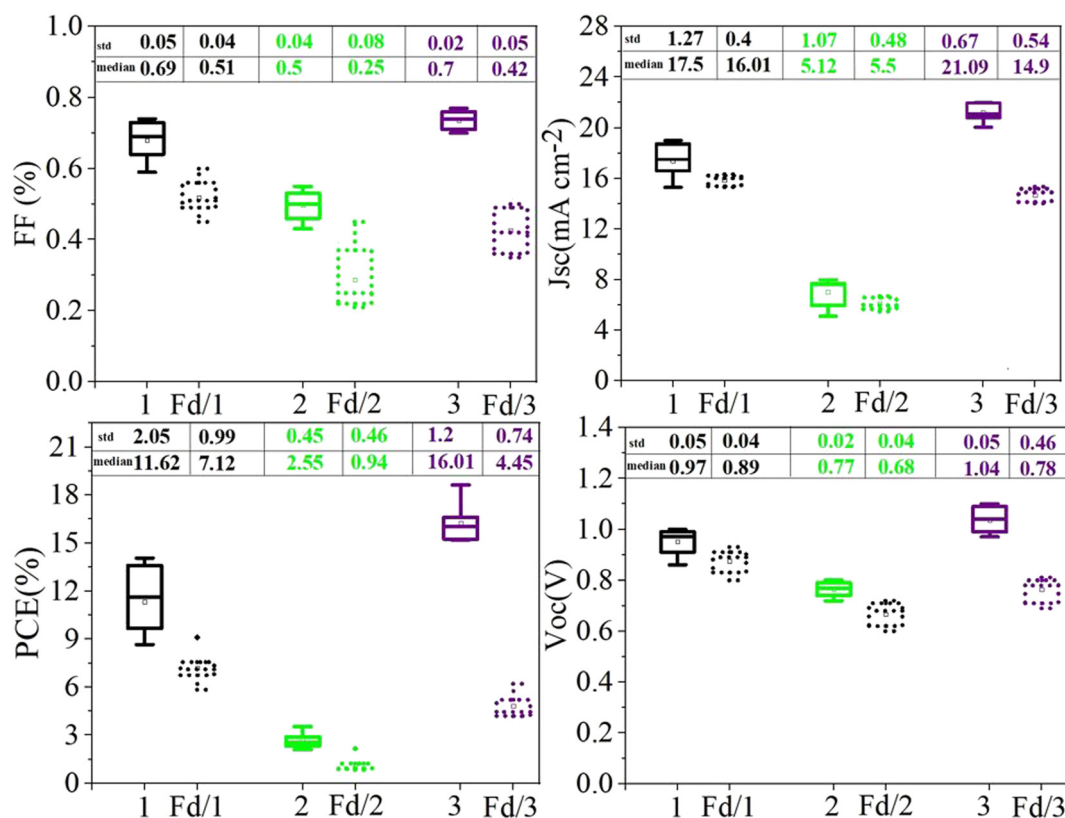 FF (%)
1.0
0.8
0.6
0.4
0.2
0.0
std 0.05 0.04 0.04 0.08 0.02 0.05
median 0.69 0.51 0.5 0.25 0.7 0.42
1 Fd/1 2 Fd/2 3 Fd/3
Jsc(mA cm-2)
28
24
20
16
12
8
4
0
std 1.27 0.4 1.07 0.48 0.67 0.54
median 17.5 16.01 5.12 5.5 21.09 14.9
1 Fd/1 2 Fd/2 3 Fd/3
PCE(%)
21
18
15
12
9
6
3
0
std 2.05 0.99 0.45 0.46 1.2 0.74
median 11.62 7.12 2.55 0.94 16.01 4.45
1 Fd/1 2 Fd/2 3 Fd/3
Voc(V)
1.4
1.2
1.0
0.8
0.6
0.4
0.2
0.0
std 0.05 0.04 0.02 0.04 0.05 0.46
median 0.97 0.89 0.77 0.68 1.04 0.78
1 Fd/1 2 Fd/2 3 Fd/3